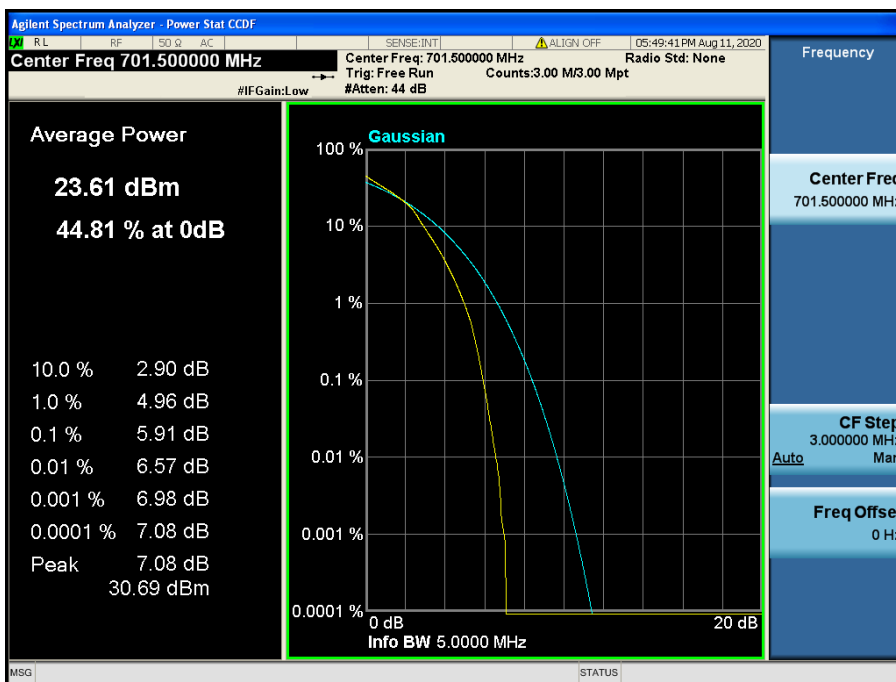 Agilent Spectrum Analyzer - Power Stat CCDF
LXI RL RF 50 Ω AC SENSE:INT ALIGN OFF 05:49:41 PM Aug 11, 2020
Center Freq 701.500000 MHz
Center Freq: 701.500000 MHz Radio Std: None
Trig: Free Run Counts:3.00 M/3.00 Mpt
#IFGain:Low #Atten: 44 dB
Frequency
Average Power
23.61 dBm
44.81 % at 0dB
10.0 % 2.90 dB
1.0 % 4.96 dB
0.1 % 5.91 dB
0.01 % 6.57 dB
0.001 % 6.98 dB
0.0001 % 7.08 dB
Peak 7.08 dB
30.69 dBm
Gaussian
100 %
10 %
1 %
0.1 %
0.01 %
0.001 %
0.0001 %
0 dB 20 dB
Info BW 5.0000 MHz
Center Freq
701.500000 MHz
CF Step
3.000000 MHz
Auto Man
Freq Offse
0 Hz
MSG STATUS